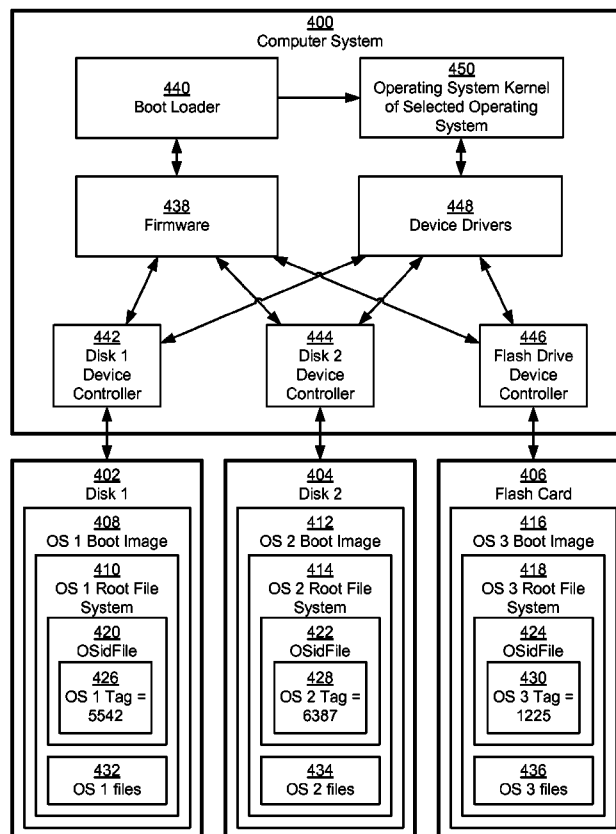 400
Computer System
440
Boot Loader
450
Operating System Kernel
of Selected Operating
System
438
Firmware
448
Device Drivers
442
Disk 1
Device
Controller
444
Disk 2
Device
Controller
446
Flash Drive
Device
Controller
402
Disk 1
408
OS 1 Boot Image
410
OS 1 Root File
System
420
OSidFile
426
OS 1 Tag =
5542
432
OS 1 files
404
Disk 2
412
OS 2 Boot Image
414
OS 2 Root File
System
422
OSidFile
428
OS 2 Tag =
6387
434
OS 2 files
406
Flash Card
416
OS 3 Boot Image
418
OS 3 Root File
System
424
OSidFile
430
OS 3 Tag =
1225
436
OS 3 files